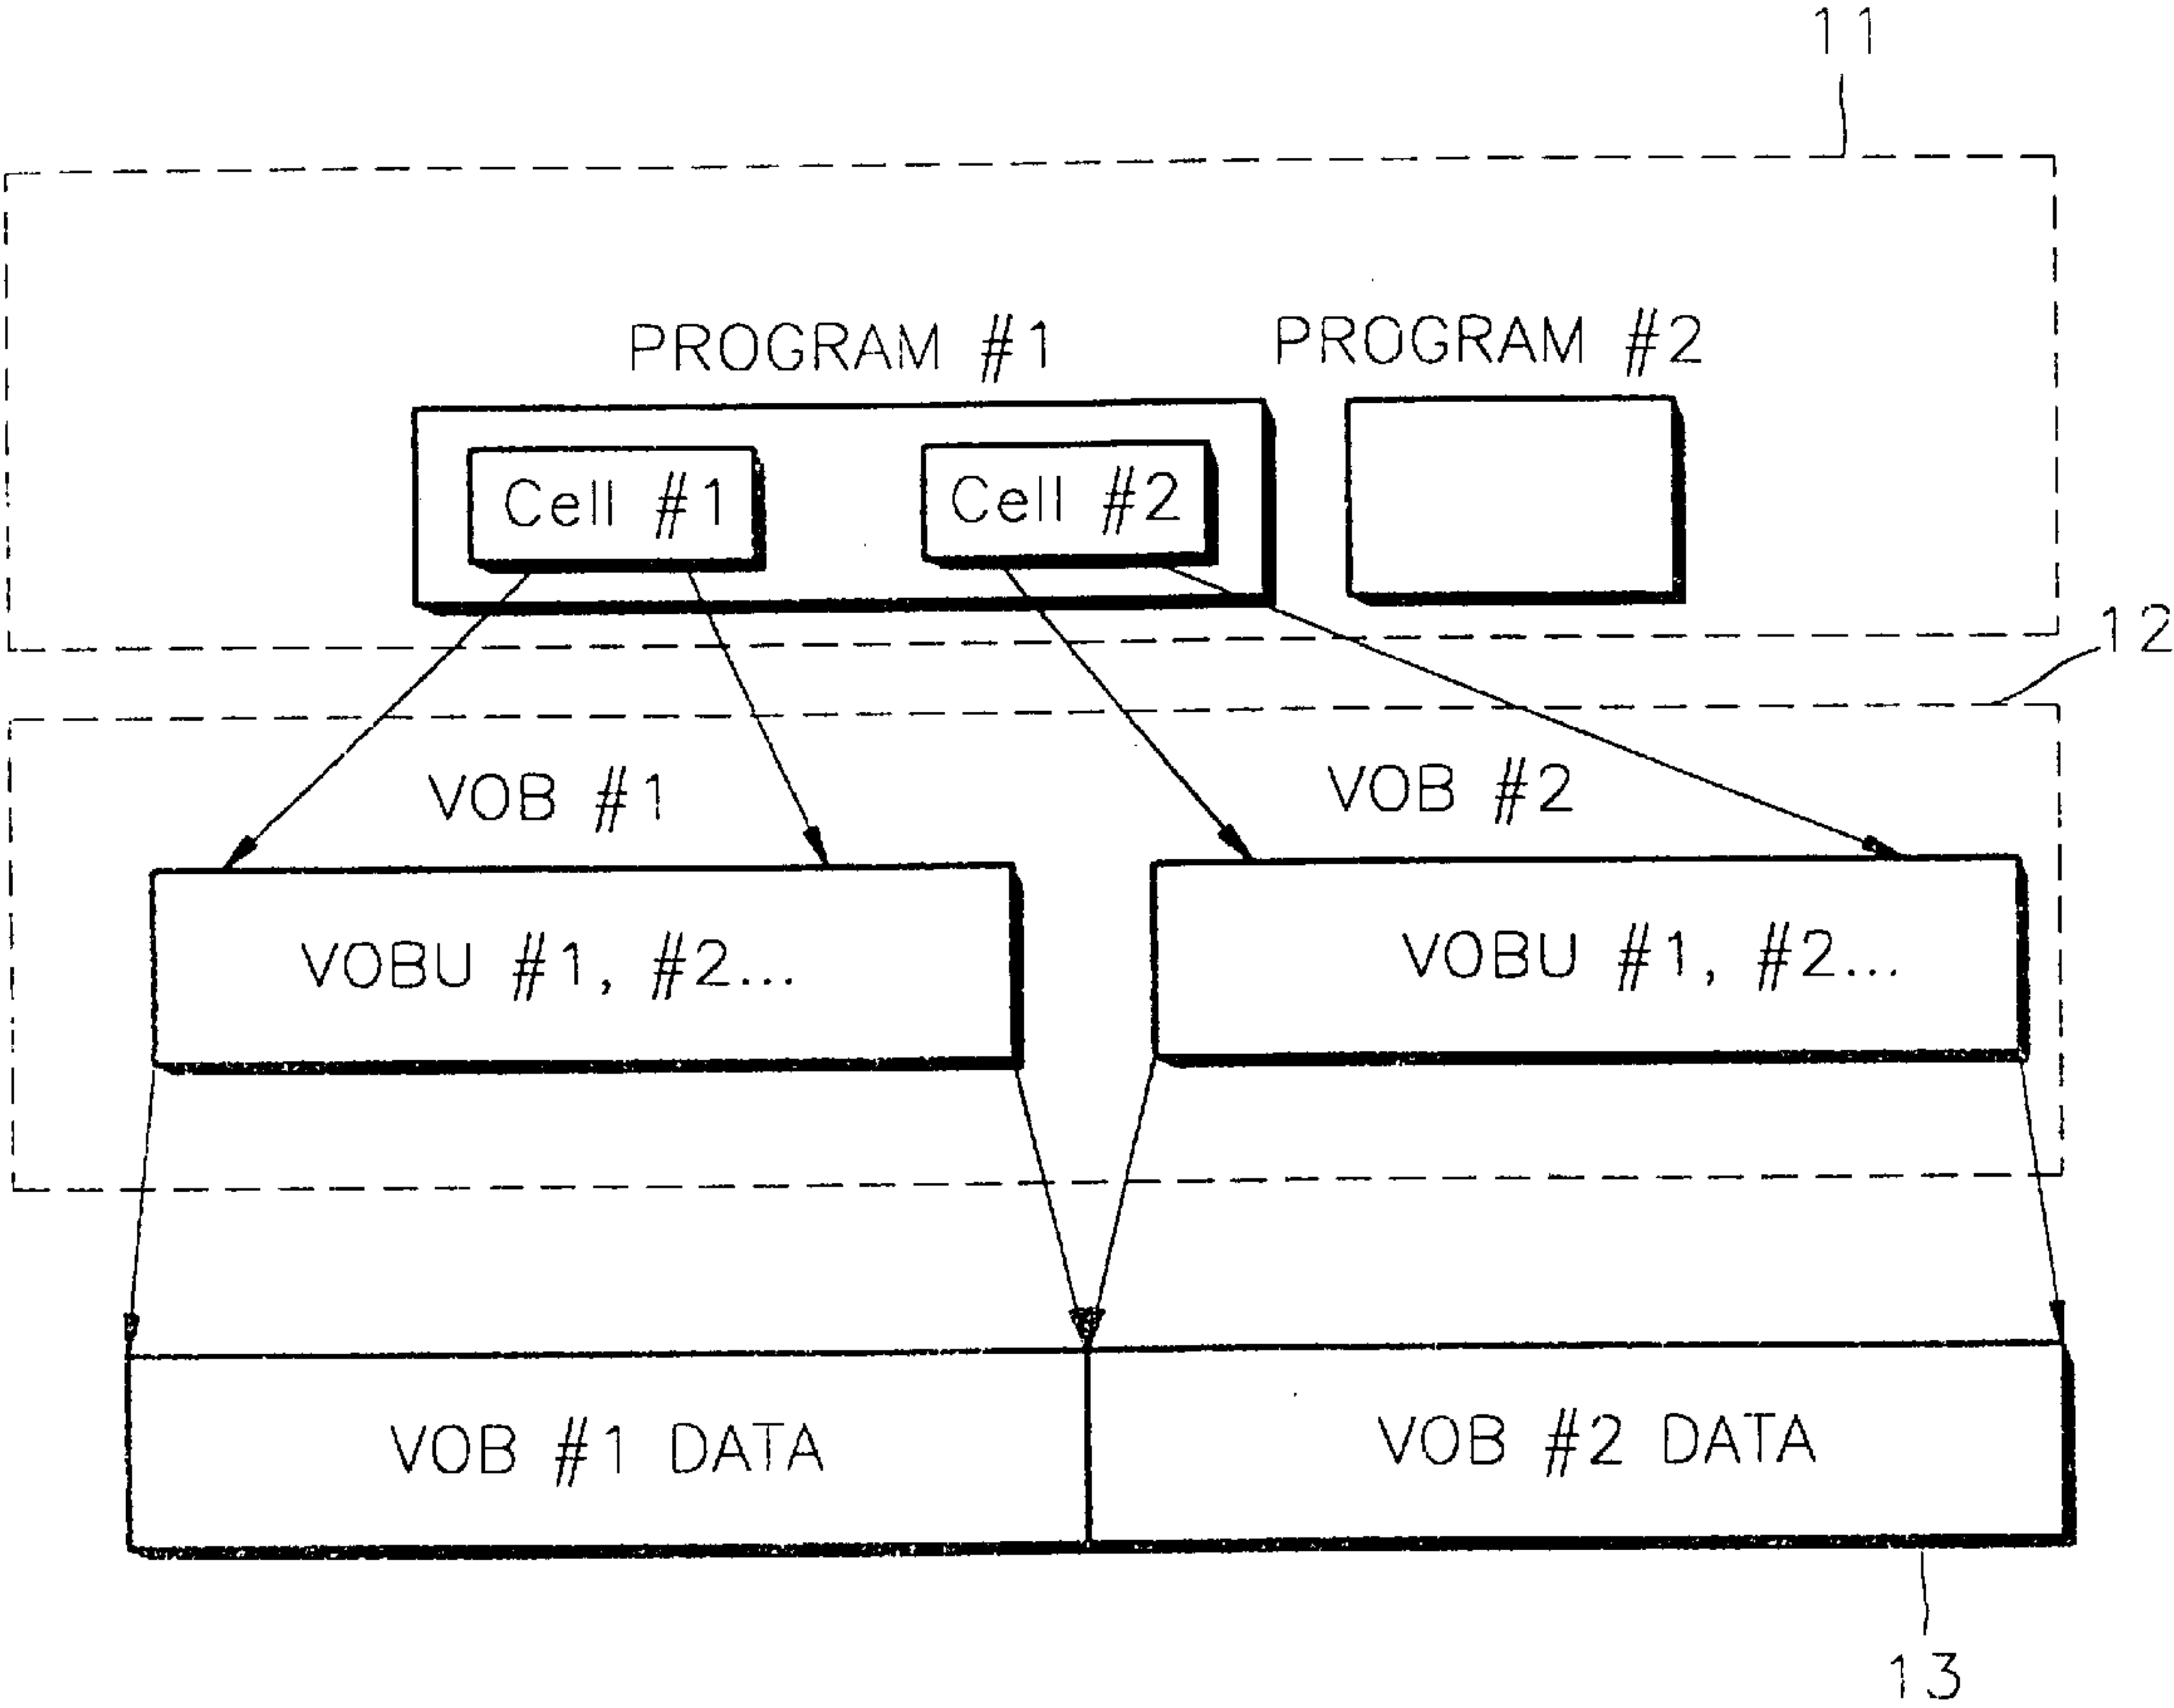 11
PROGRAM #1
PROGRAM #2
Cell #1
Cell #2
12
VOB #1
VOB #2
VOBU #1, #2...
VOBU #1, #2...
VOB #1 DATA
VOB #2 DATA
13